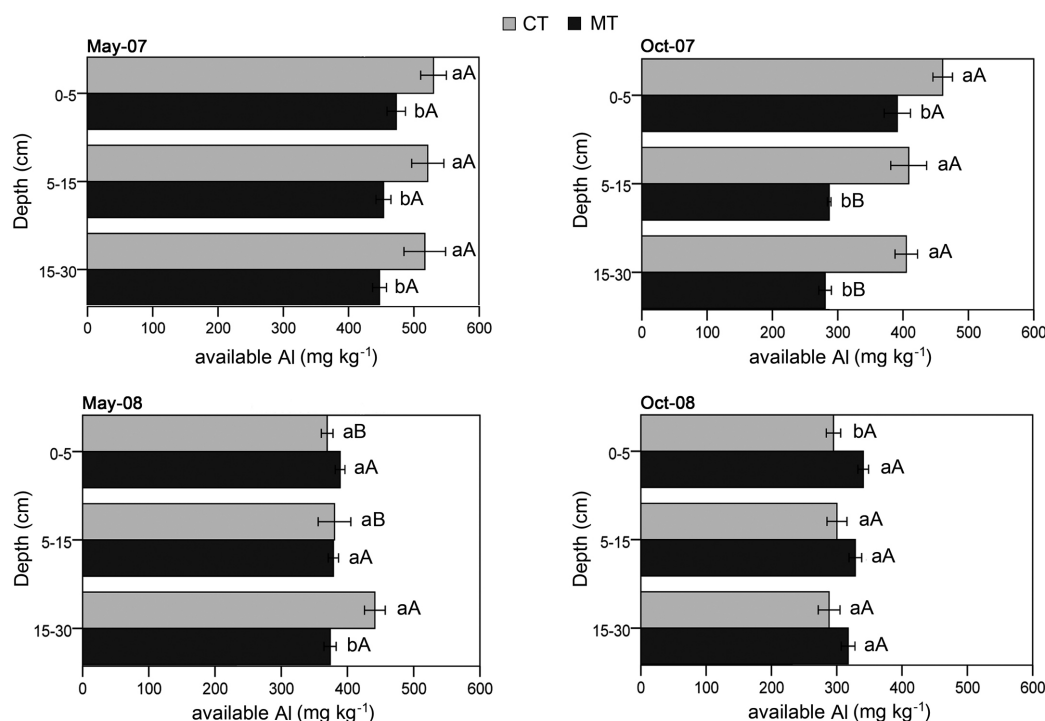 CT MT
May-07
Depth (cm)
0-5
aA
bA
5-15
aA
bA
15-30
aA
bA
0 100 200 300 400 500 600
available Al (mg kg-1)
Oct-07
Depth (cm)
0-5
aA
bA
5-15
aA
bB
15-30
aA
bB
0 100 200 300 400 500 600
available Al (mg kg-1)
May-08
Depth (cm)
0-5
aB
aA
5-15
aB
aA
15-30
aA
bA
0 100 200 300 400 500 600
available Al (mg kg-1)
Oct-08
Depth (cm)
0-5
bA
aA
5-15
aA
aA
15-30
aA
aA
0 100 200 300 400 500 600
available Al (mg kg-1)